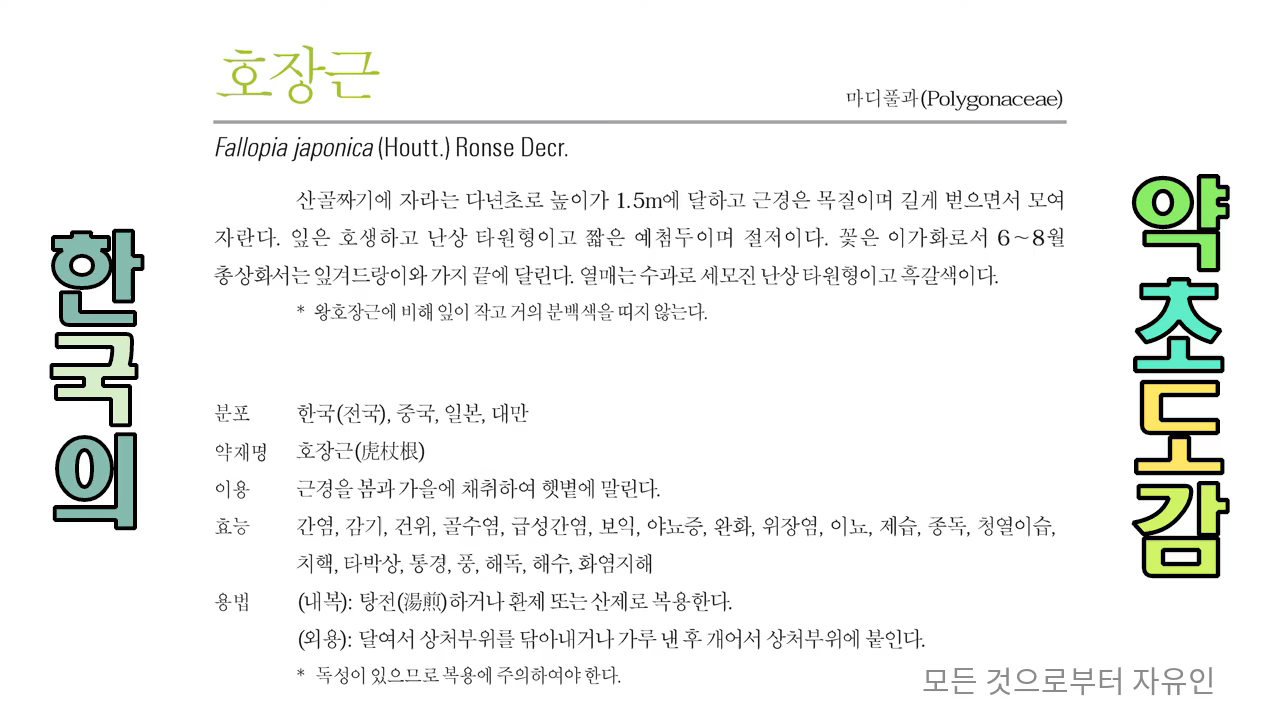 호장근
마디풀과(Polygonaceae)
Fallopia japonica (Houtt.) Ronse Decr.
산골짜기에 자라는 다년초로 높이가 1.5m에 달하고 근경은 목질이며 길게 벋으면서 모여
자란다. 잎은 호생하고 난상 타원형이고 짧은 예첨두이며 절저이다. 꽃은 이가화로서 6~8월
총상화서는 잎겨드랑이와 가지 끝에 달린다. 열매는 수과로 세모진 난상 타원형이고 흑갈색이다.
* 왕호장근에 비해 잎이 작고 거의 분백색을 띠지 않는다.
분포 한국(전국), 중국, 일본, 대만
약재명 호장근(虎杖根)
이용 근경을 봄과 가을에 채취하여 햇볕에 말린다.
효능 간염, 감기, 건위, 골수염, 급성간염, 보익, 야뇨증, 완화, 위장염, 이뇨, 제습, 종독, 청열이습,
치핵, 타박상, 통경, 풍, 해독, 해수, 화염지해
용법 (내복): 탕전(湯煎)하거나 환제 또는 산제로 복용한다.
(외용): 달여서 상처부위를 닦아내거나 가루 낸 후 개어서 상처부위에 붙인다.
* 독성이 있으므로 복용에 주의하여야 한다.
한국의
약초도감
모든 것으로부터 자유인